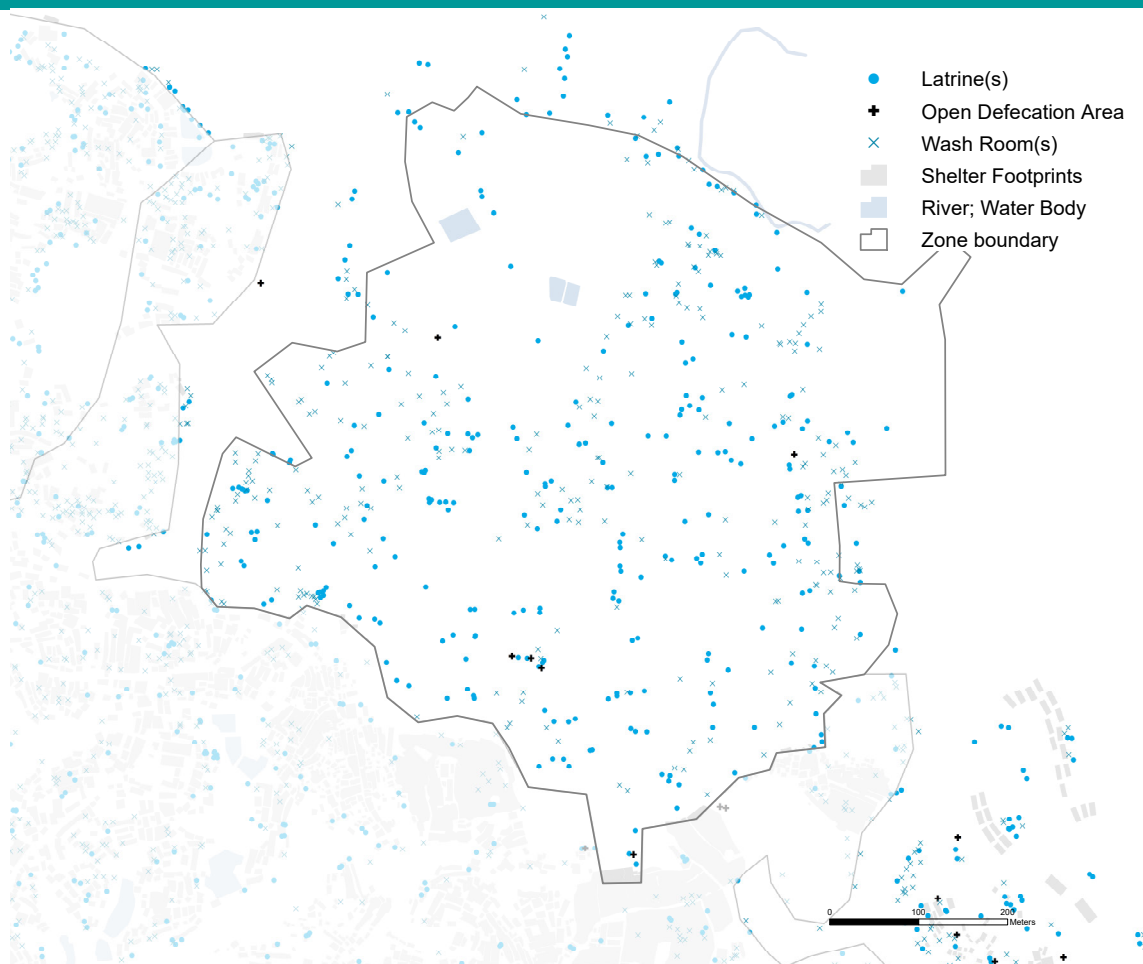 Latrine(s)
Open Defecation Area
Wash Room(s)
Shelter Footprints
River; Water Body
Zone boundary
0 100 200
Meters